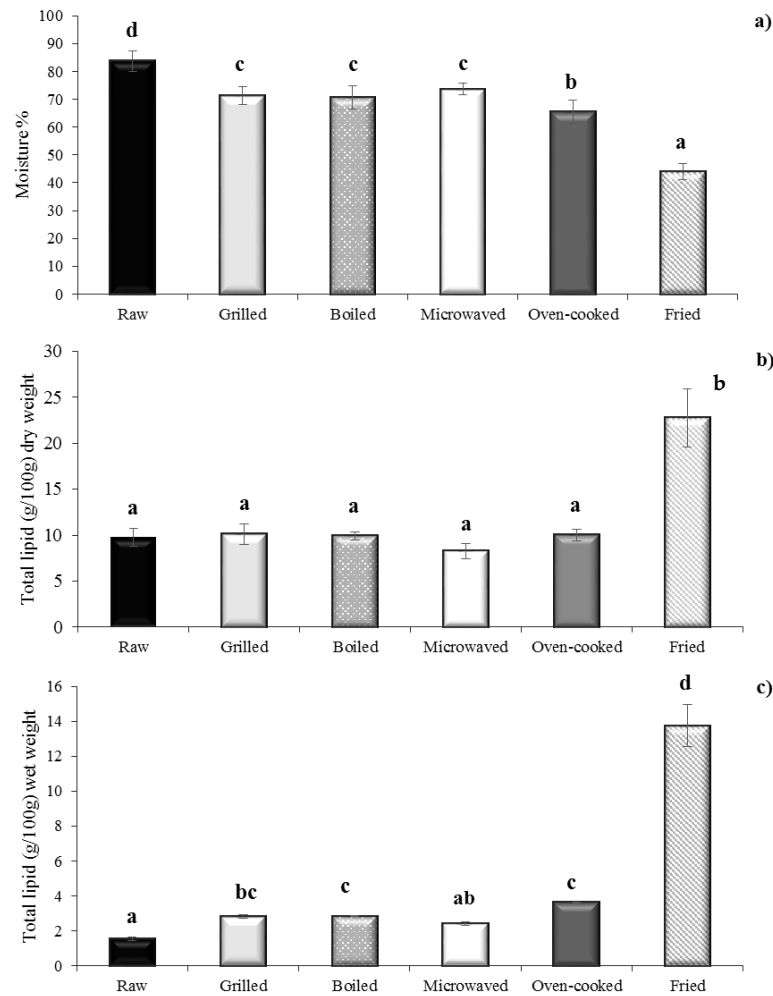 a)
Moisture %
100
90
80
70
60
50
40
30
20
10
0
d
c
c
c
b
a
Raw Grilled Boiled Microwaved Oven-cooked Fried
b)
Total lipid (g/100g) dry weight
30
25
20
15
10
5
0
a
a
a
a
a
b
Raw Grilled Boiled Microwaved Oven-cooked Fried
c)
Total lipid (g/100g) wet weight
16
14
12
10
8
6
4
2
0
a
bc
c
ab
c
d
Raw Grilled Boiled Microwaved Oven-cooked Fried